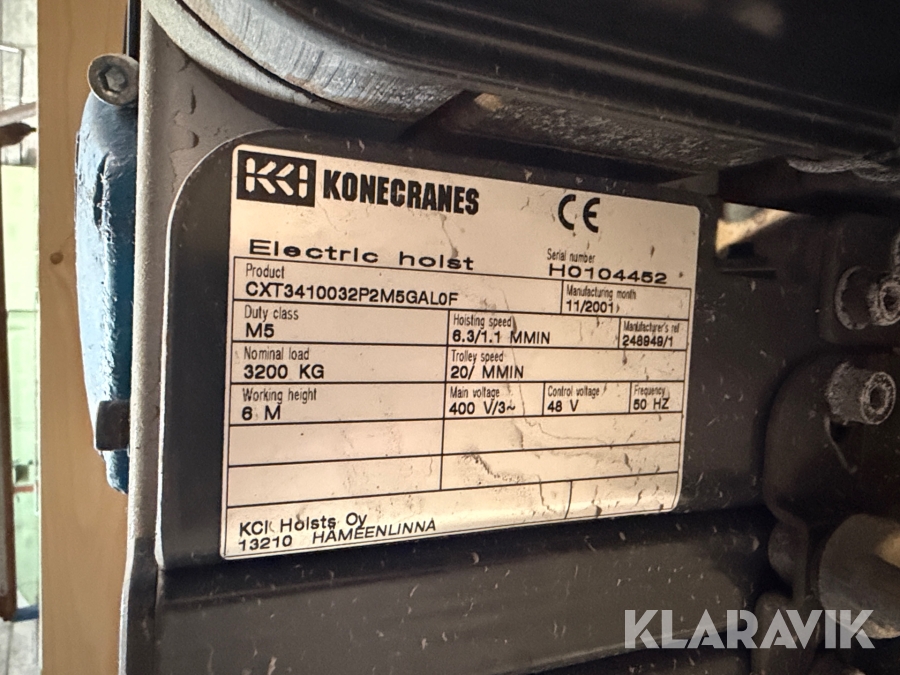 KCI KONECRANES
CE
Electric hoist
Serial number
H0104452
Product
CXT3410032P2M5GAL0F
Manufacturing month
11/2001
Duty class
M5
Hoisting speed
6.3/1.1 MMIN
Manufacturer's ref
248949/1
Nominal load
3200 KG
Trolley speed
20/ MMIN
Working height
6 M
Main voltage
400 V/3~
Control voltage
48 V
Frequency
50 HZ
KCI Hoists Oy
13210 HÄMEENLINNA
KLARAVIK